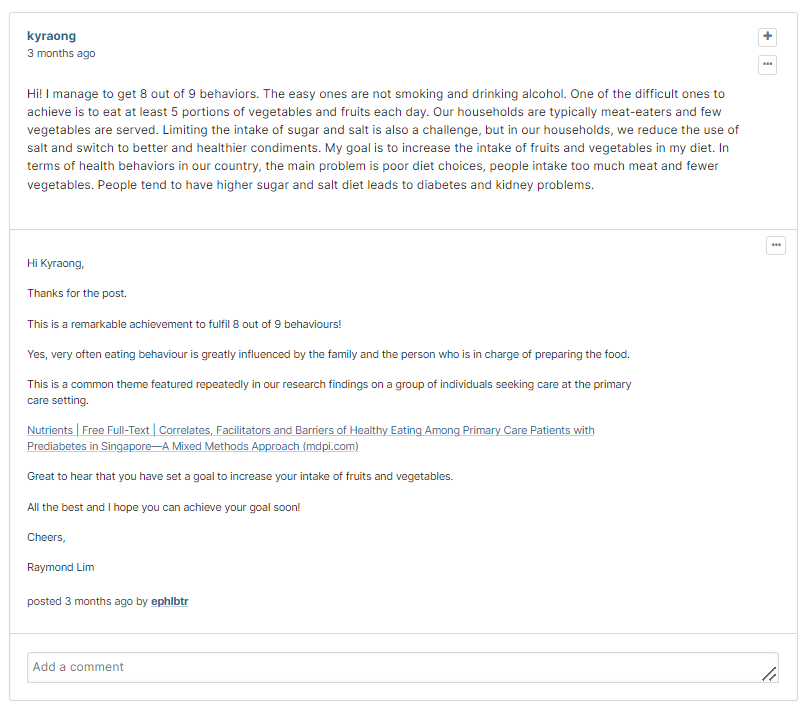 kyraong
3 months ago
Hi! I manage to get 8 out of 9 behaviors. The easy ones are not smoking and drinking alcohol. One of the difficult ones to
achieve is to eat at least 5 portions of vegetables and fruits each day. Our households are typically meat-eaters and few
vegetables are served. Limiting the intake of sugar and salt is also a challenge, but in our households, we reduce the use of
salt and switch to better and healthier condiments. My goal is to increase the intake of fruits and vegetables in my diet. In
terms of health behaviors in our country, the main problem is poor diet choices, people intake too much meat and fewer
vegetables. People tend to have higher sugar and salt diet leads to diabetes and kidney problems.
Hi Kyraong,
Thanks for the post.
This is a remarkable achievement to fulfil 8 out of 9 behaviours!
Yes, very often eating behaviour is greatly influenced by the family and the person who is in charge of preparing the food.
This is a common theme featured repeatedly in our research findings on a group of individuals seeking care at the primary
care setting.
Nutrients | Free Full-Text | Correlates, Facilitators and Barriers of Healthy Eating Among Primary Care Patients with
Prediabetes in Singapore—A Mixed Methods Approach (mdpi.com)
Great to hear that you have set a goal to increase your intake of fruits and vegetables.
All the best and I hope you can achieve your goal soon!
Cheers,
Raymond Lim
posted 3 months ago by ephlbtr
Add a comment